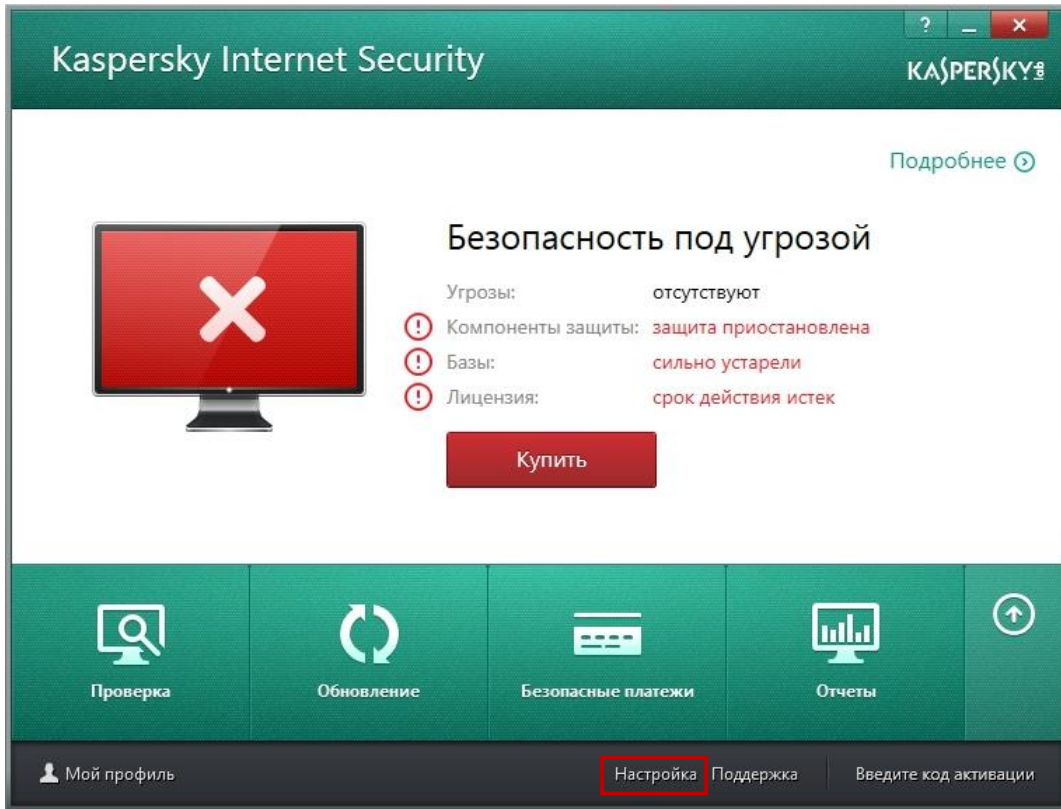 Kaspersky Internet Security
KASPERSKY lab
Подробнее
Безопасность под угрозой
Угрозы: отсутствуют
Компоненты защиты: защита приостановлена
Базы: сильно устарели
Лицензия: срок действия истек
Купить
Проверка
Обновление
Безопасные платежи
Отчеты
Мой профиль
Настройка
Поддержка
Введите код активации